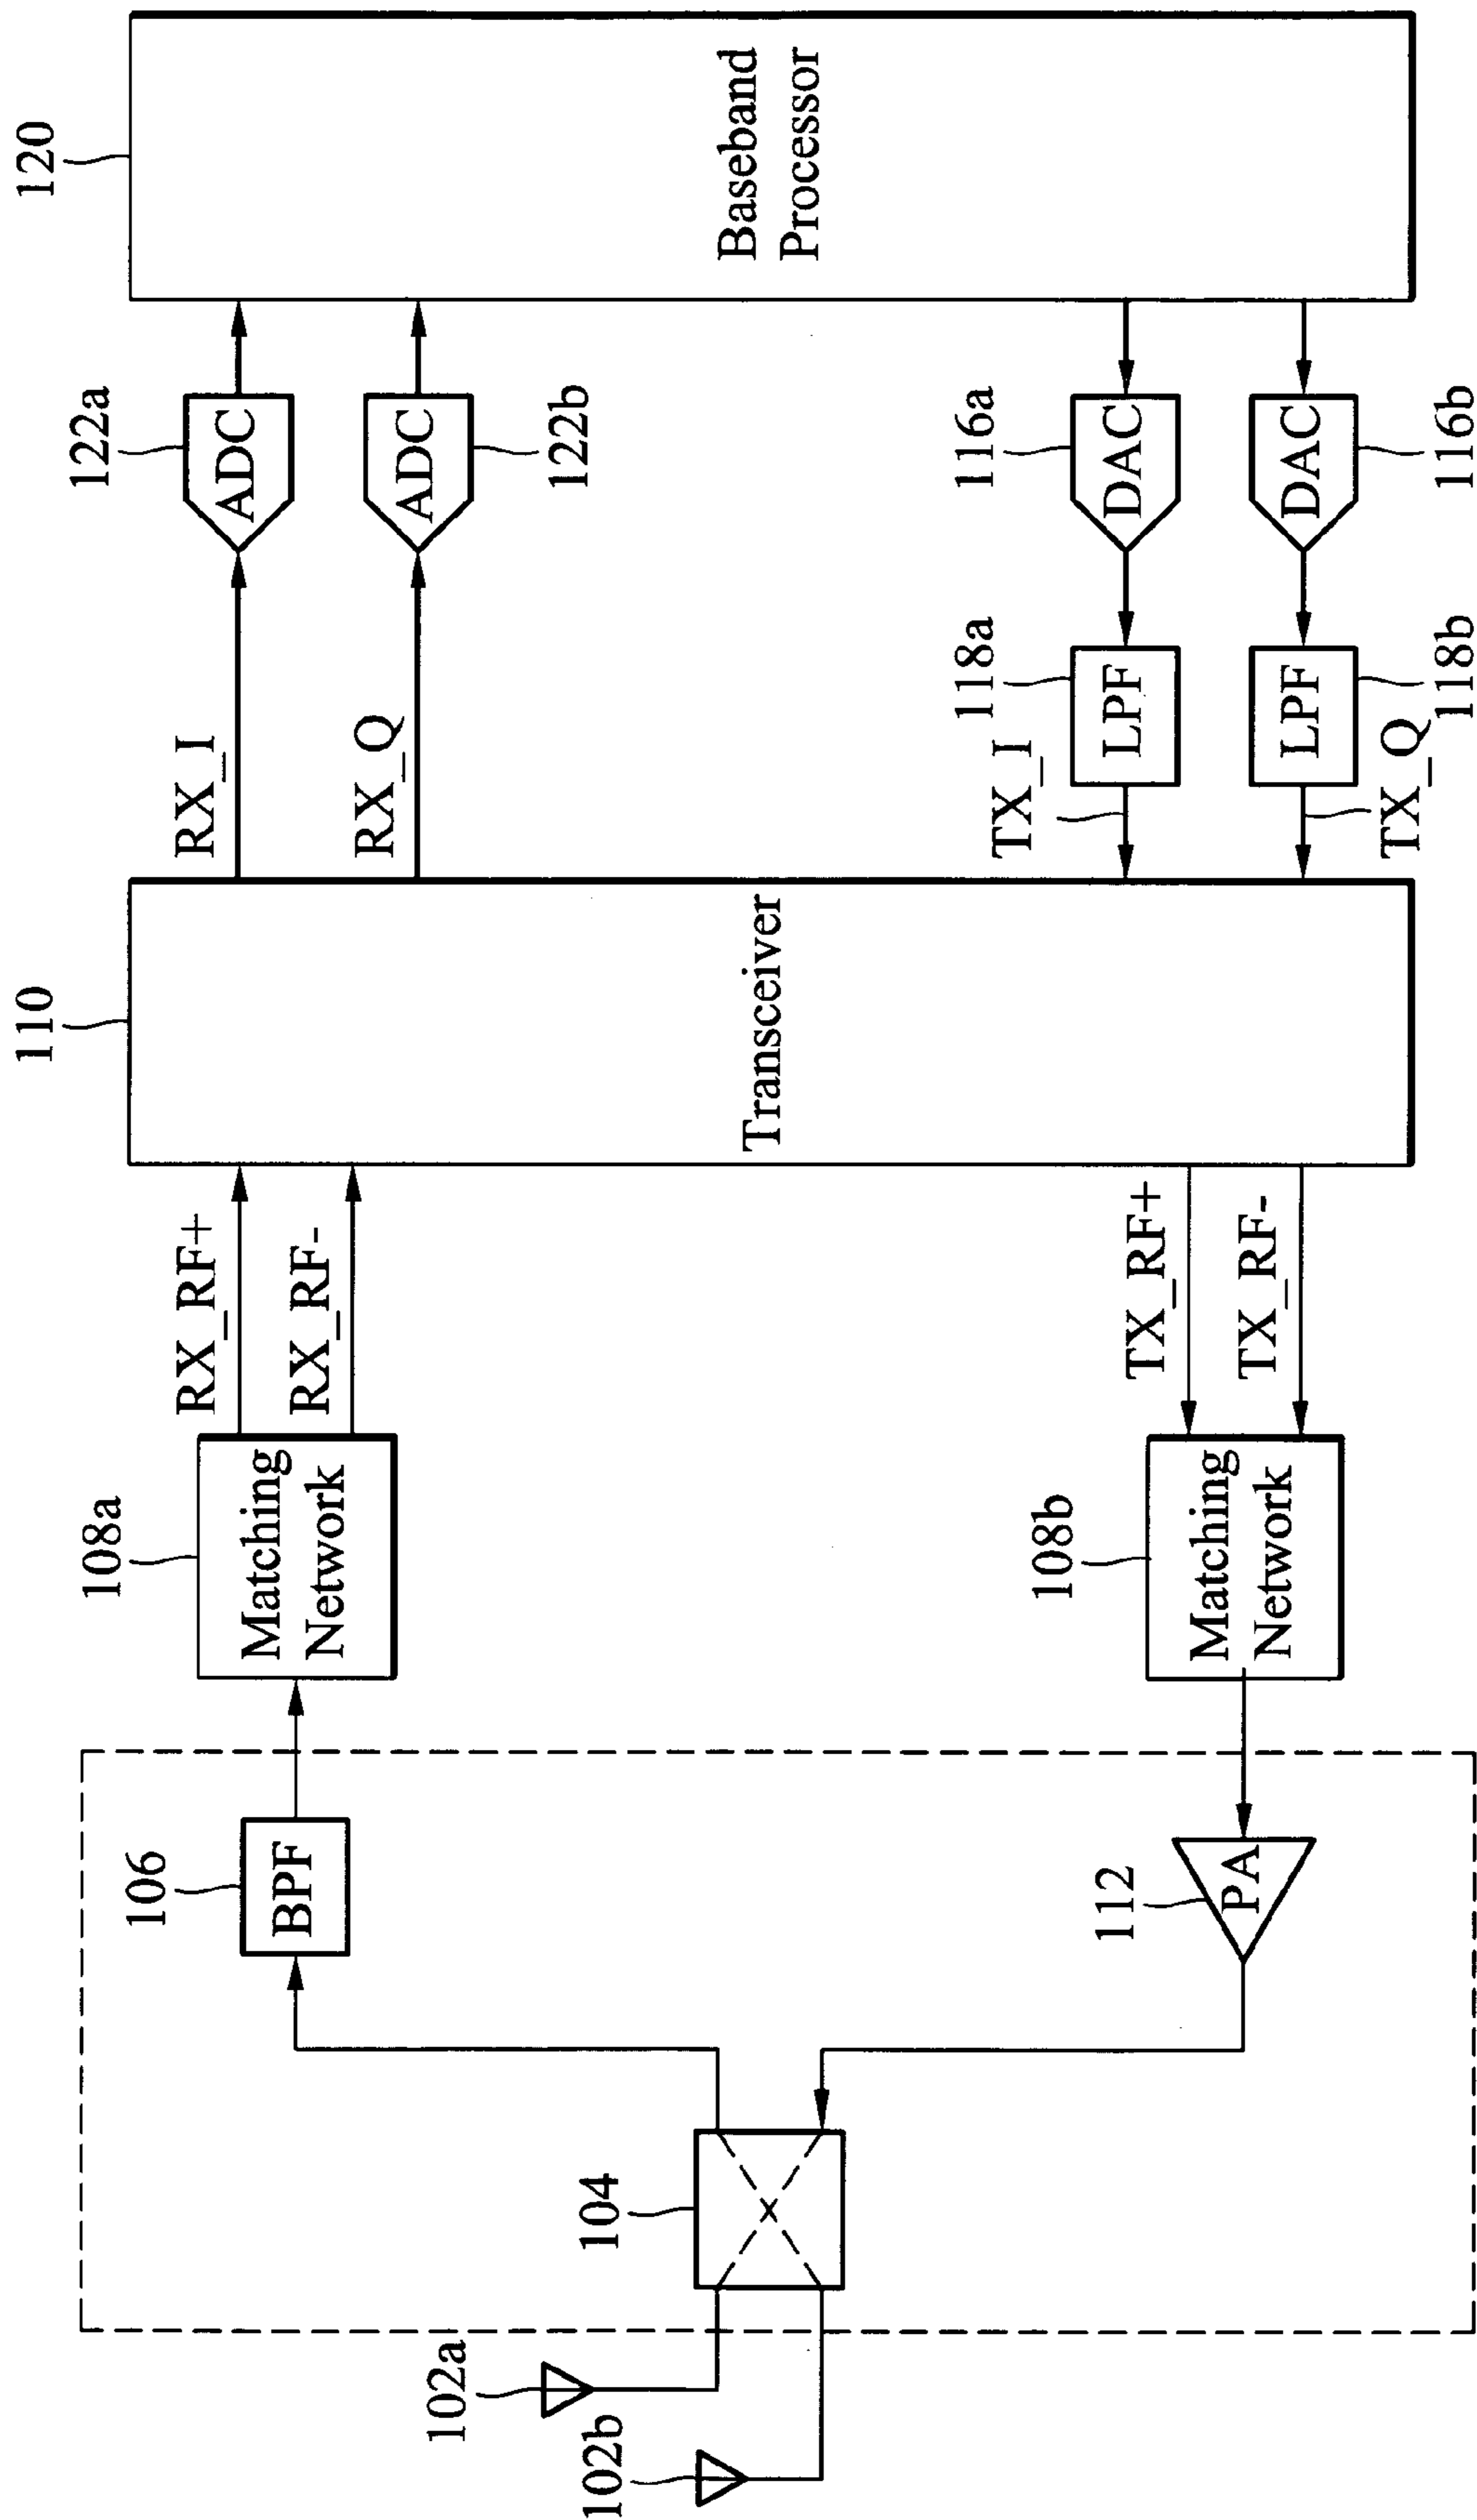 102a
102b
104
106
BPF
112
PA
108a
Matching
Network
108b
Matching
Network
RX_RF+
RX_RF-
TX_RF+
TX_RF-
110
Transceiver
RX_I
RX_Q
TX_I
TX_Q
118a
LPF
118b
LPF
122a
ADC
122b
ADC
116a
DAC
116b
DAC
120
Baseband
Processor